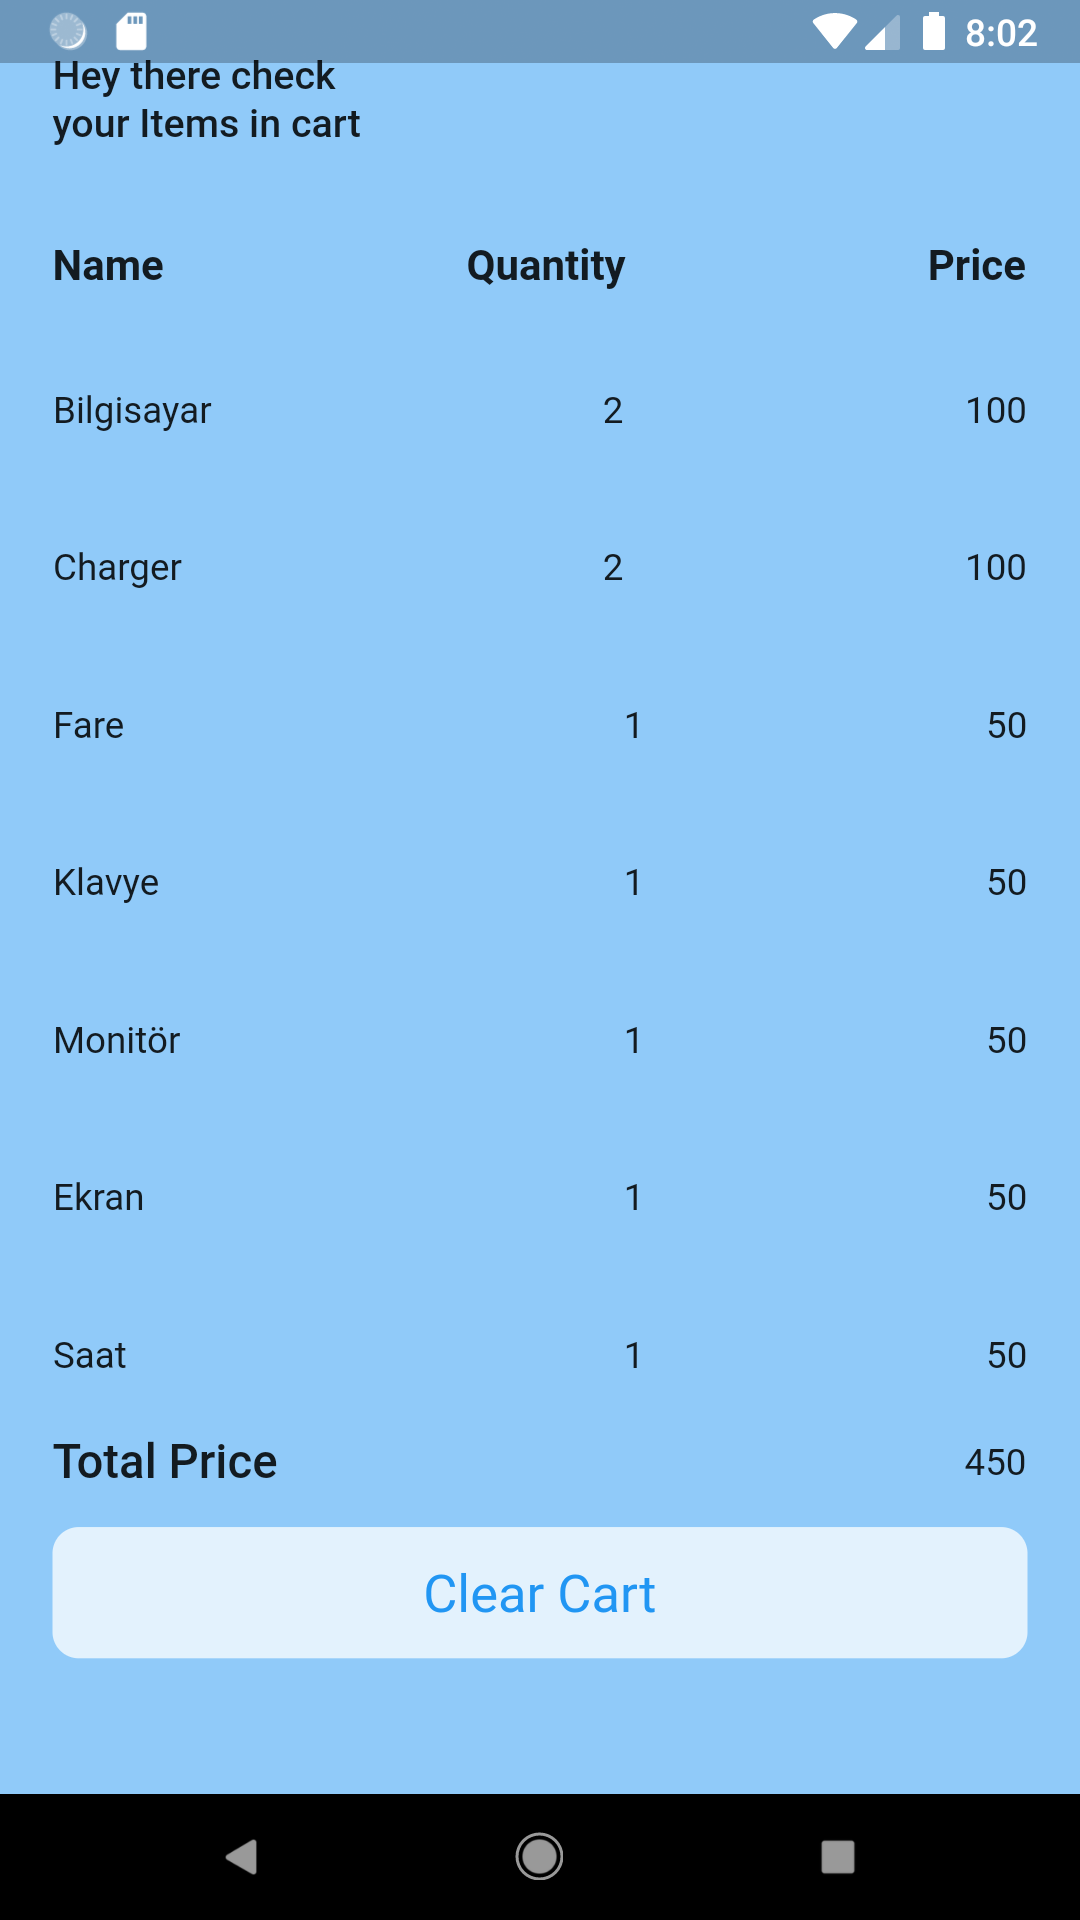 8:02
Hey there check
your Items in cart
Name Quantity Price
Bilgisayar 2 100
Charger 2 100
Fare 1 50
Klavye 1 50
Monitör 1 50
Ekran 1 50
Saat 1 50
Total Price 450
Clear Cart